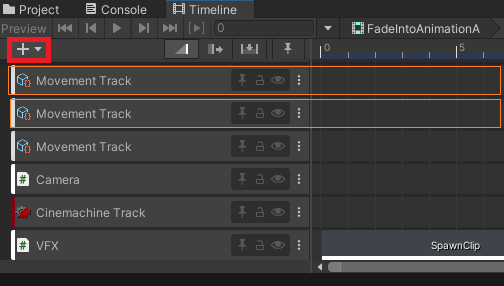 Project Console Timeline
Preview 0 FadeIntoAnimationA
0 5
Movement Track
Movement Track
Movement Track
Camera
Cinemachine Track
VFX SpawnClip